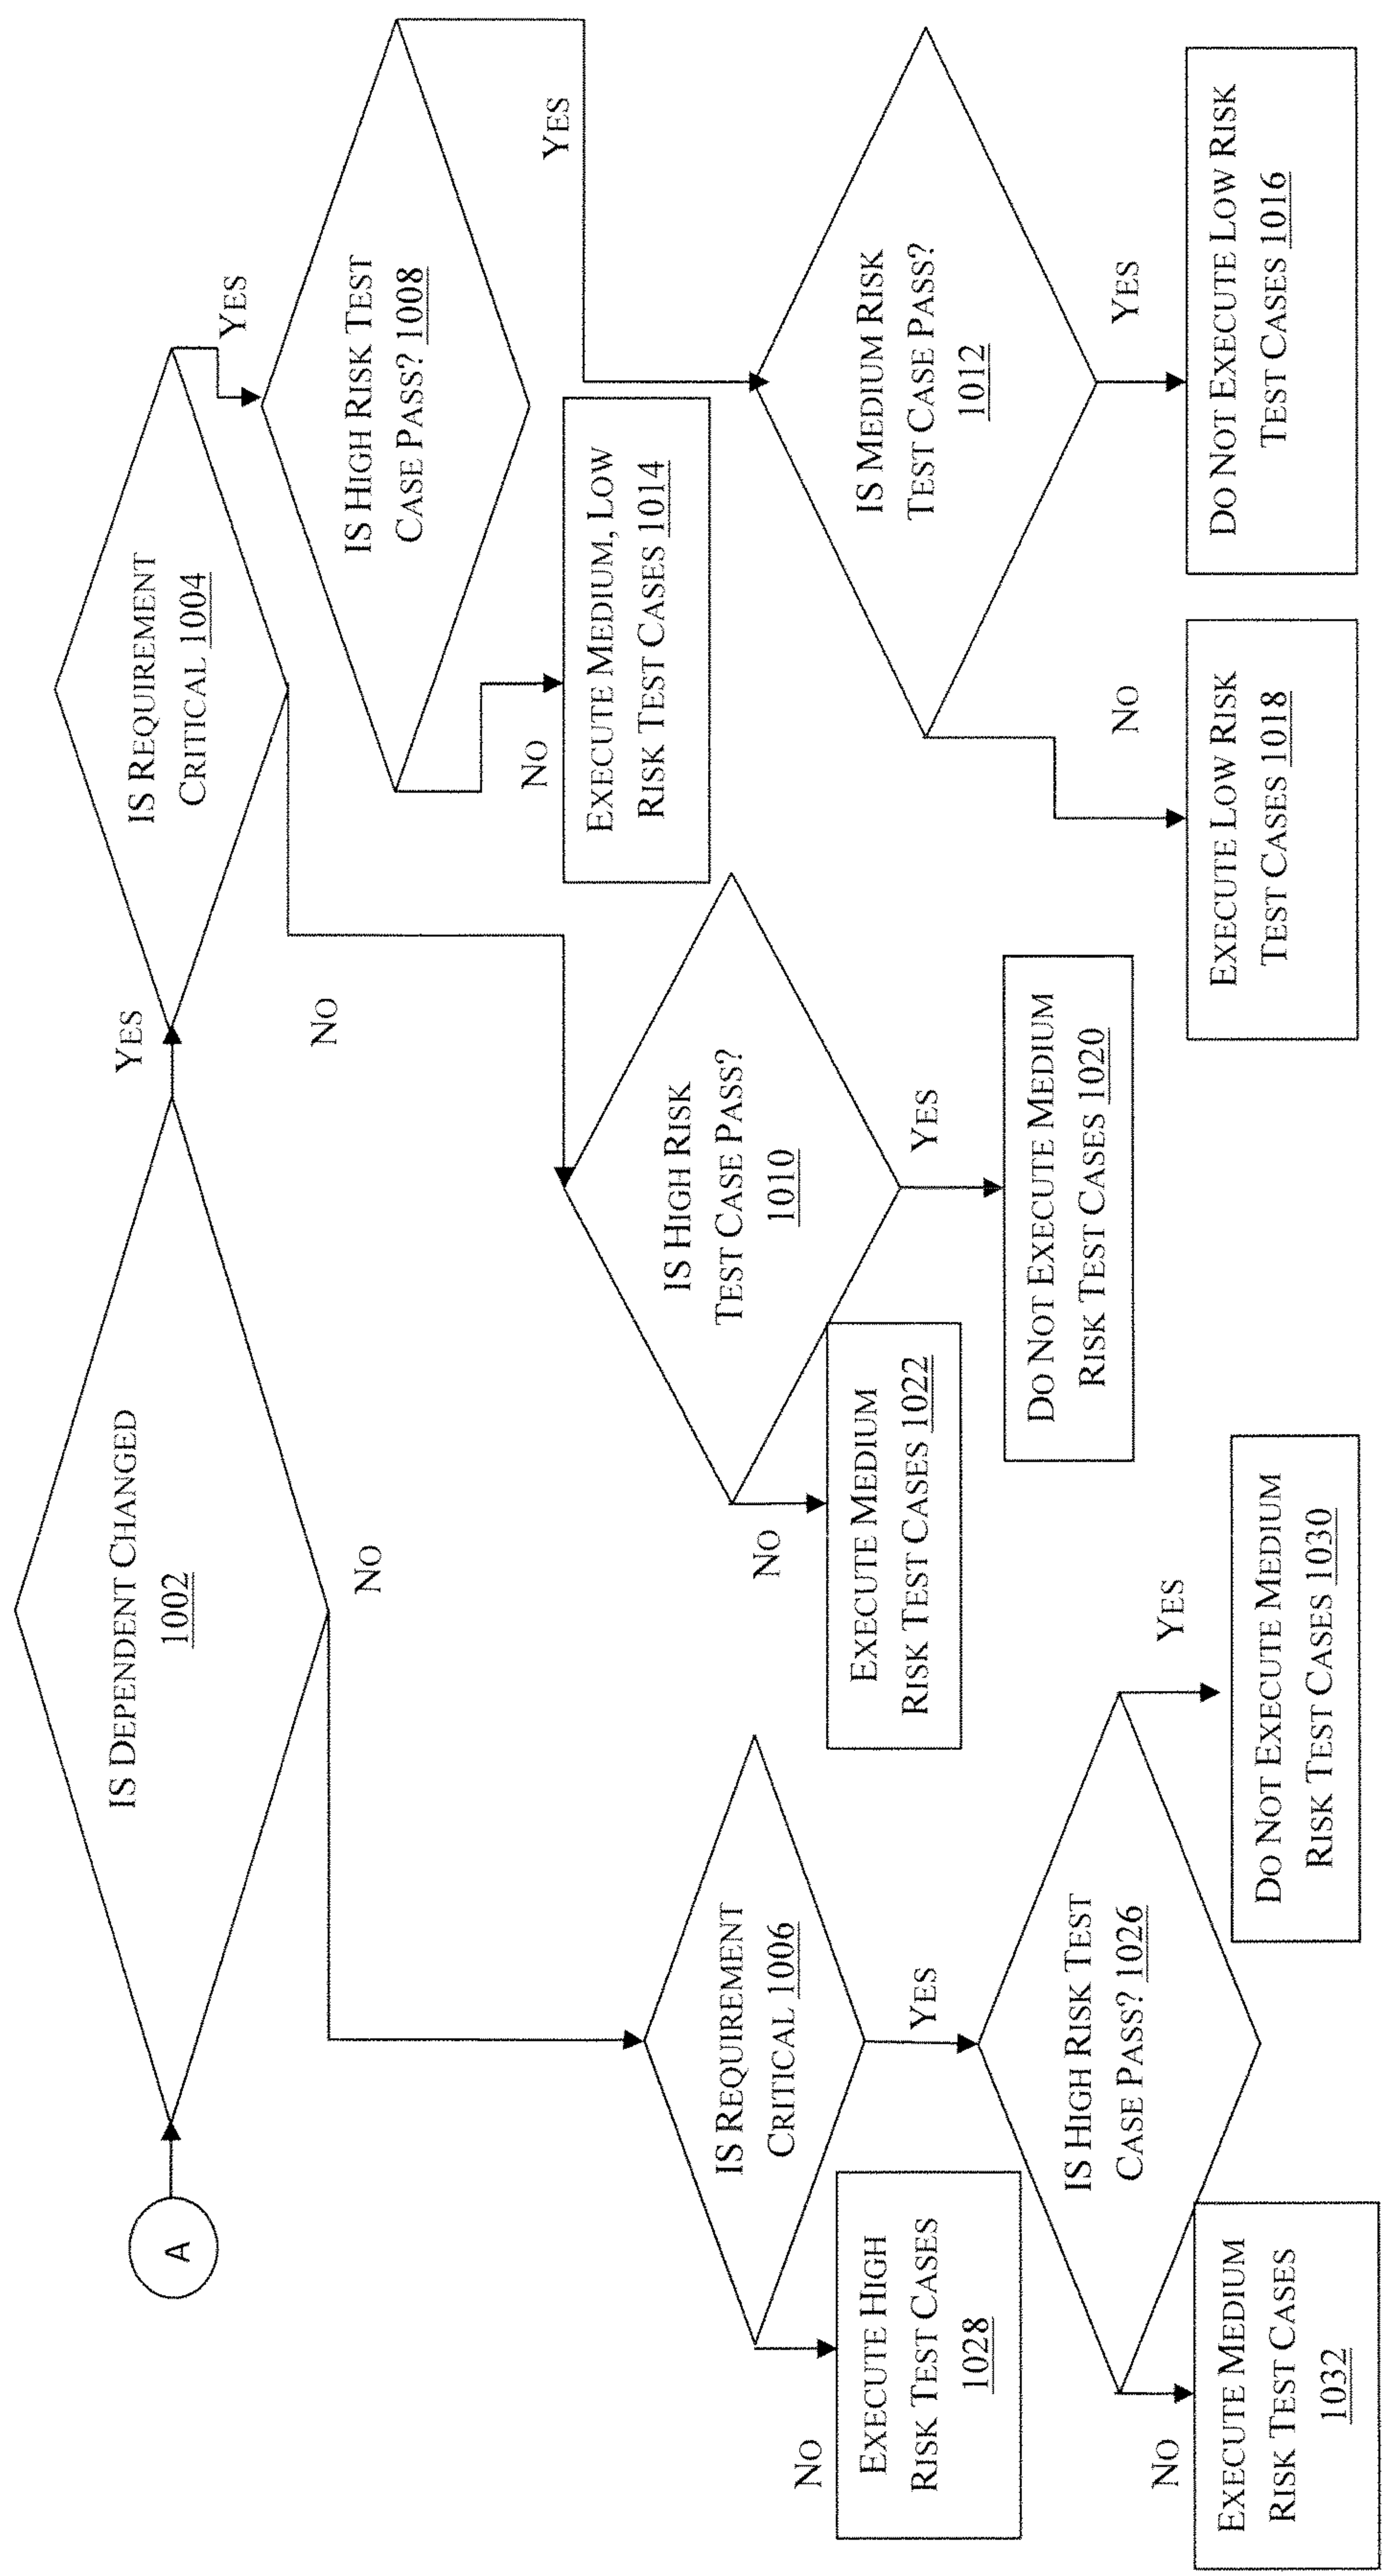 A
IS DEPENDENT CHANGED
1002
YES
IS REQUIREMENT
CRITICAL 1004
YES
NO
NO
IS HIGH RISK TEST
CASE PASS? 1008
YES
NO
EXECUTE MEDIUM, LOW
RISK TEST CASES 1014
IS REQUIREMENT
CRITICAL 1006
IS HIGH RISK
TEST CASE PASS?
1010
IS MEDIUM RISK
TEST CASE PASS?
1012
NO
YES
NO
YES
NO
YES
EXECUTE HIGH
RISK TEST CASES
1028
EXECUTE MEDIUM
RISK TEST CASES 1022
DO NOT EXECUTE MEDIUM
RISK TEST CASES 1020
IS HIGH RISK TEST
CASE PASS? 1026
NO
YES
EXECUTE MEDIUM
RISK TEST CASES
1032
DO NOT EXECUTE MEDIUM
RISK TEST CASES 1030
EXECUTE LOW RISK
TEST CASES 1018
DO NOT EXECUTE LOW RISK
TEST CASES 1016